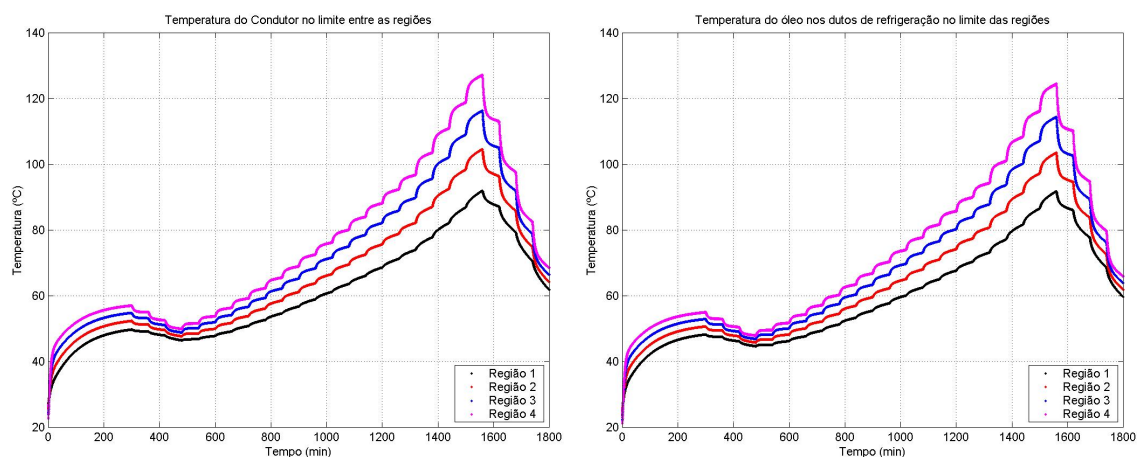 Temperatura do Condutor no limite entre as regiões
140
120
100
80
60
40
20
Temperatura (ºC)
0 200 400 600 800 1000 1200 1400 1600 1800
Tempo (min)
Região 1
Região 2
Região 3
Região 4
Temperatura do óleo nos dutos de refrigeração no limite das regiões
140
120
100
80
60
40
20
Temperatura (ºC)
0 200 400 600 800 1000 1200 1400 1600 1800
Tempo (min)
Região 1
Região 2
Região 3
Região 4